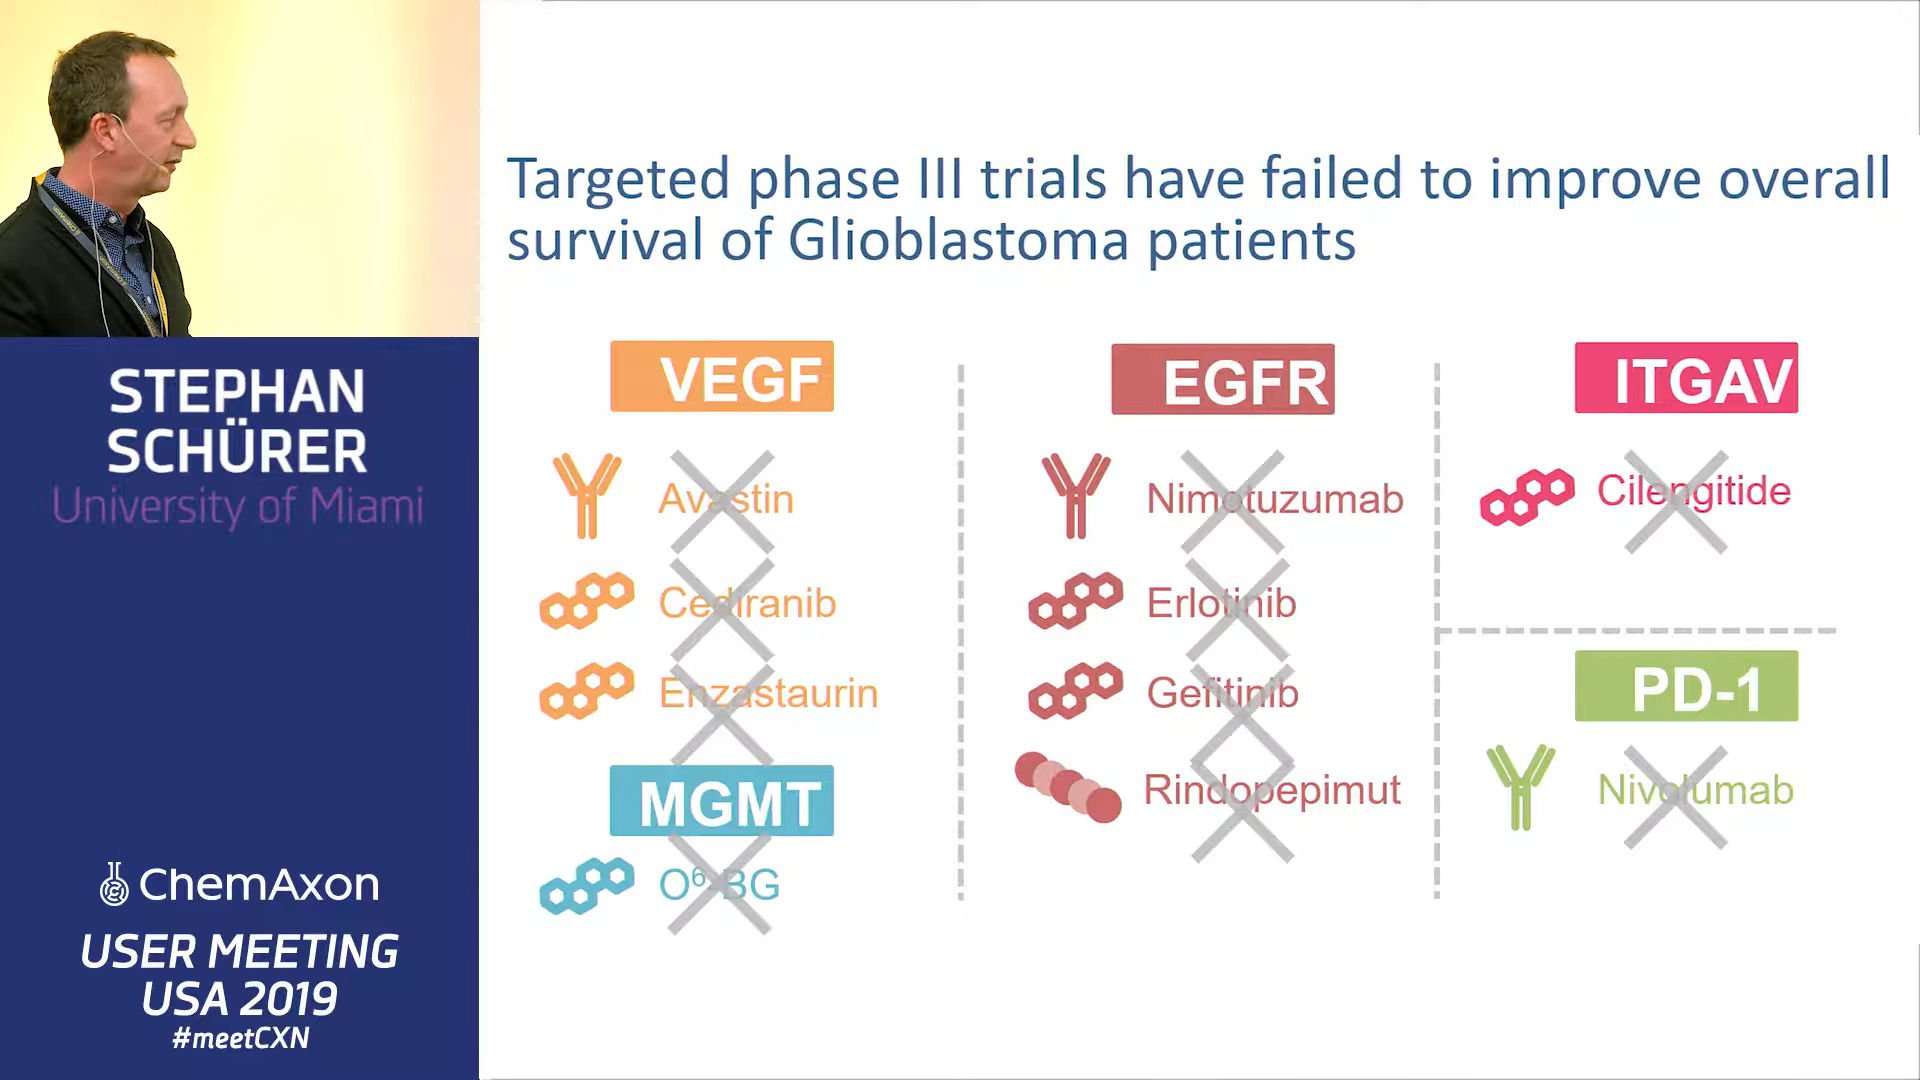 Targeted phase III trials have failed to improve overall
survival of Glioblastoma patients
VEGF
Avastin
Cediranib
Enzastaurin
MGMT
O⁶-BG
EGFR
Nimotuzumab
Erlotinib
Gefitinib
Rindopepimut
ITGAV
Cilengitide
PD-1
Nivolumab
STEPHAN
SCHÜRER
University of Miami
ChemAxon
USER MEETING
USA 2019
#meetCXN